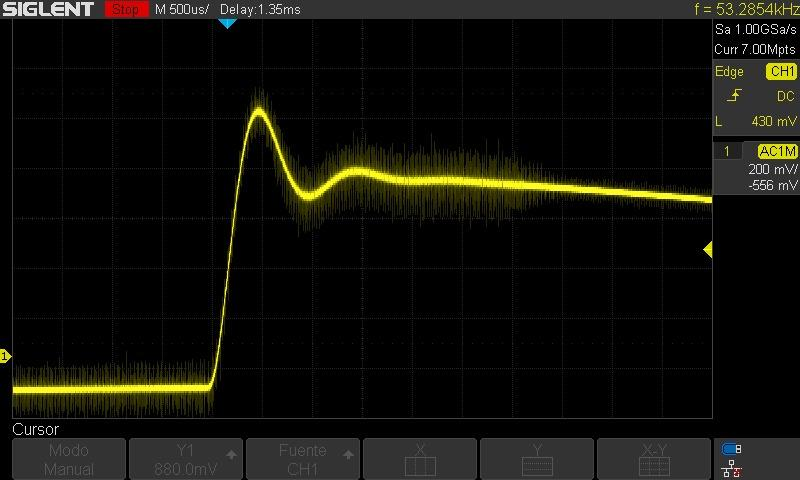 SIGLENT Stop M 500us/ Delay:1.35ms f = 53.2854kHz
Sa 1.00GSa/s
Curr 7.00Mpts
Edge CH1
DC
L 430 mV
1 AC1M
200 mV/
-556 mV
1
Cursor
Modo Manual
Y1 880.0mV
Fuente CH1
X
Y
X-Y